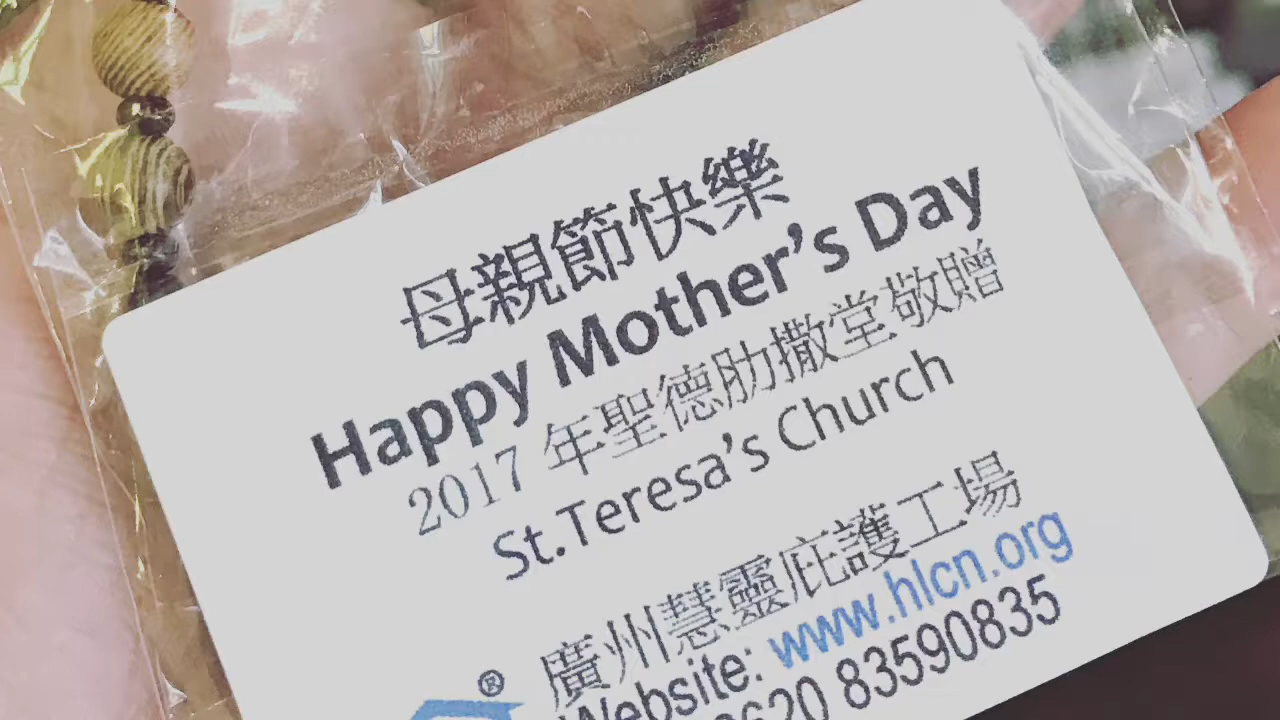 母親節快樂
Happy Mother's Day
2017 年聖德肋撒堂敬贈
St.Teresa's Church
廣州慧靈庇護工場
Website: www.hlcn.org
0620 83590835
®